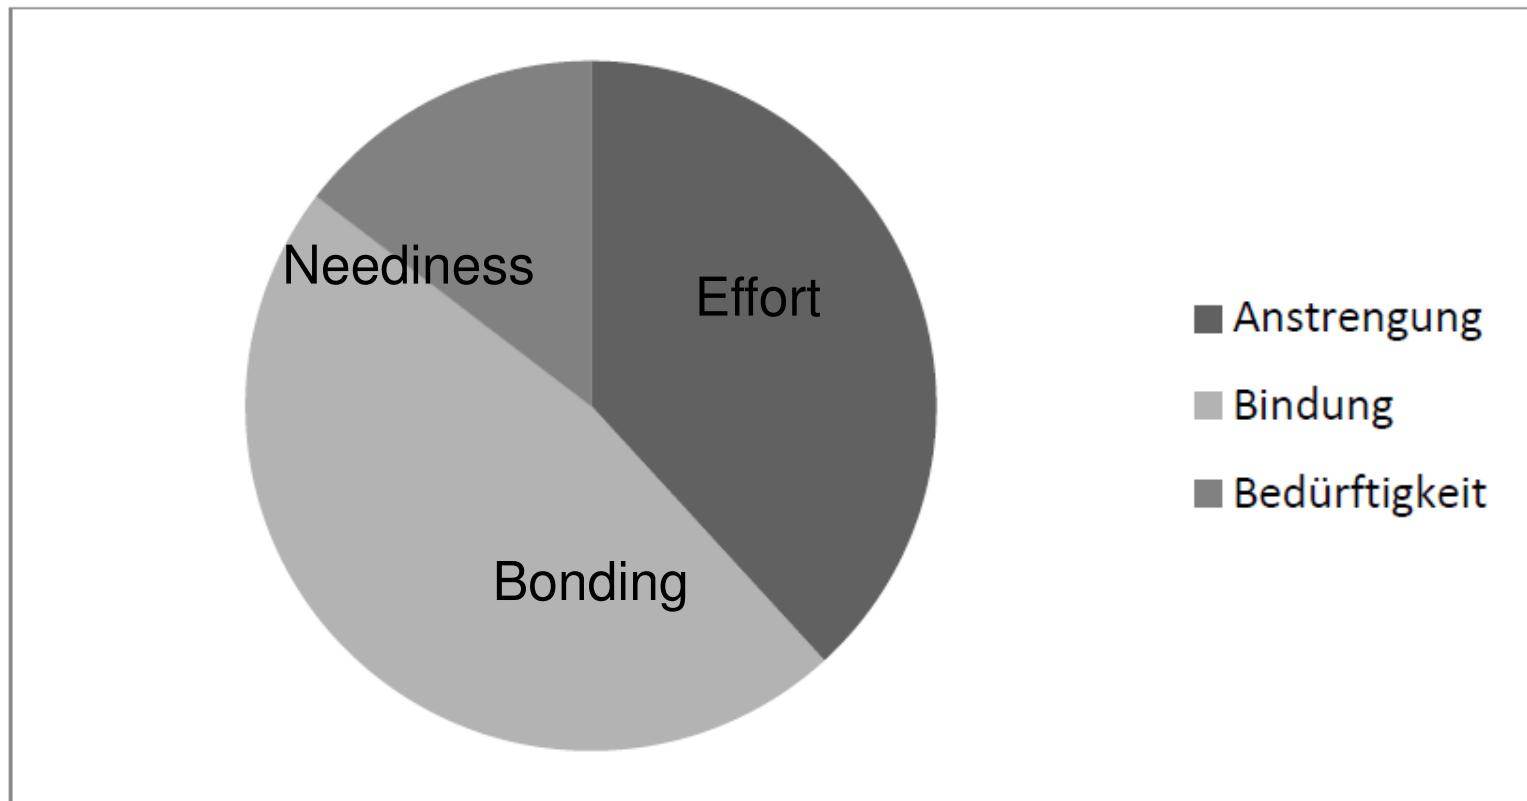 Neediness
Effort
Bonding
Anstrengung
Bindung
Bedürftigkeit